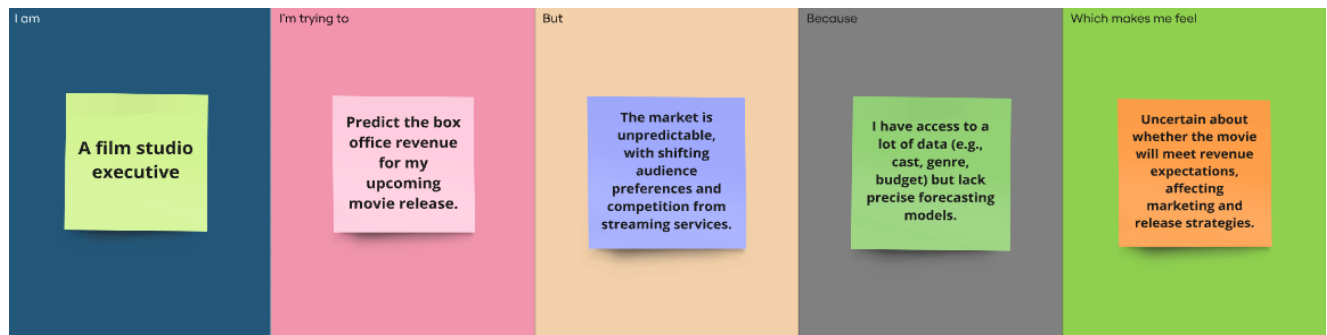 I am
A film studio
executive
I'm trying to
Predict the box
office revenue
for my
upcoming
movie release.
But
The market is
unpredictable,
with shifting
audience
preferences and
competition from
streaming services.
Because
I have access to a
lot of data (e.g.,
cast, genre,
budget) but lack
precise forecasting
models.
Which makes me feel
Uncertain about
whether the movie
will meet revenue
expectations,
affecting
marketing and
release strategies.